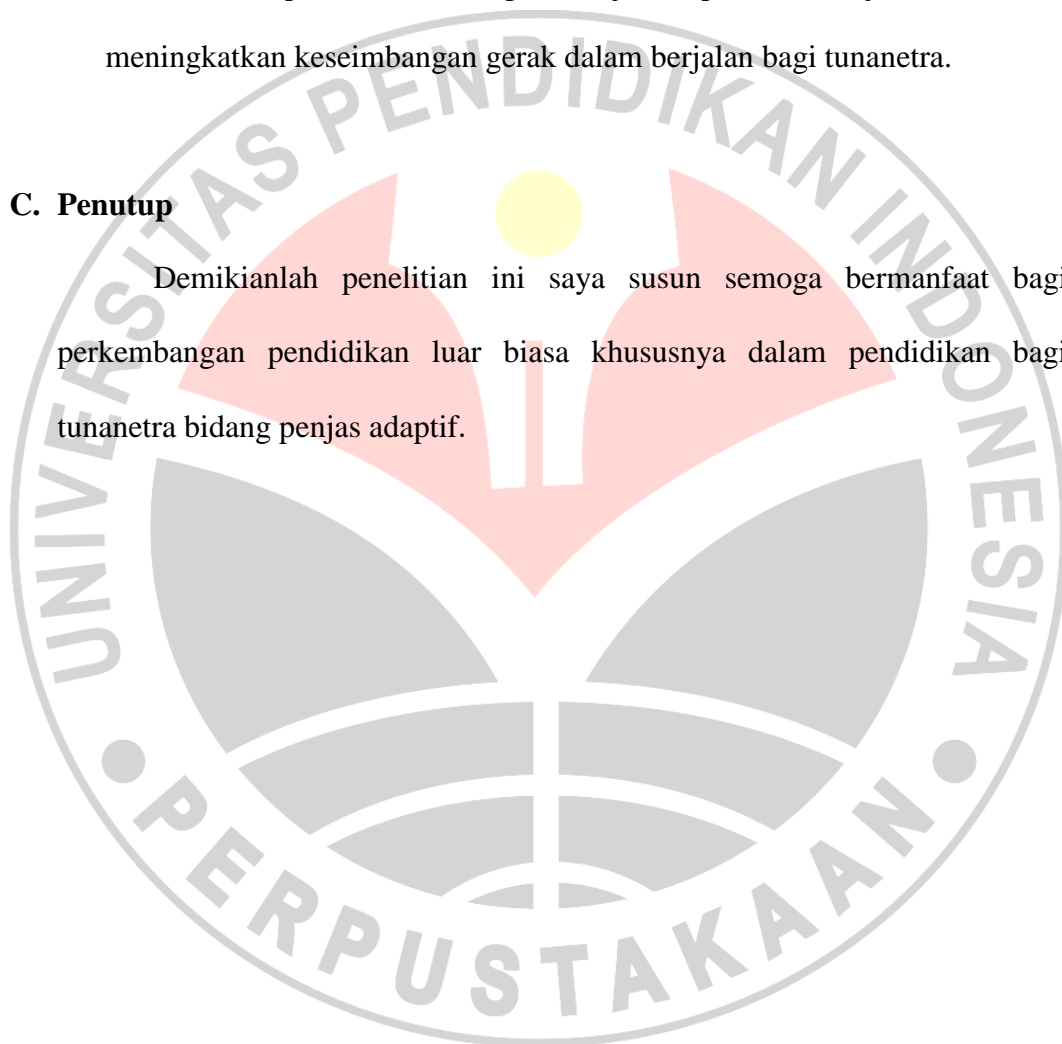 meningkatkan keseimbangan gerak dalam berjalan bagi tunanetra.
C. Penutup
Demikianlah penelitian ini saya susun semoga bermanfaat bagi
perkembangan pendidikan luar biasa khususnya dalam pendidikan bagi
tunanetra bidang penjas adaptif.
UNIVERSITAS PENDIDIKAN INDONESIA
PERPUSTAKAAN